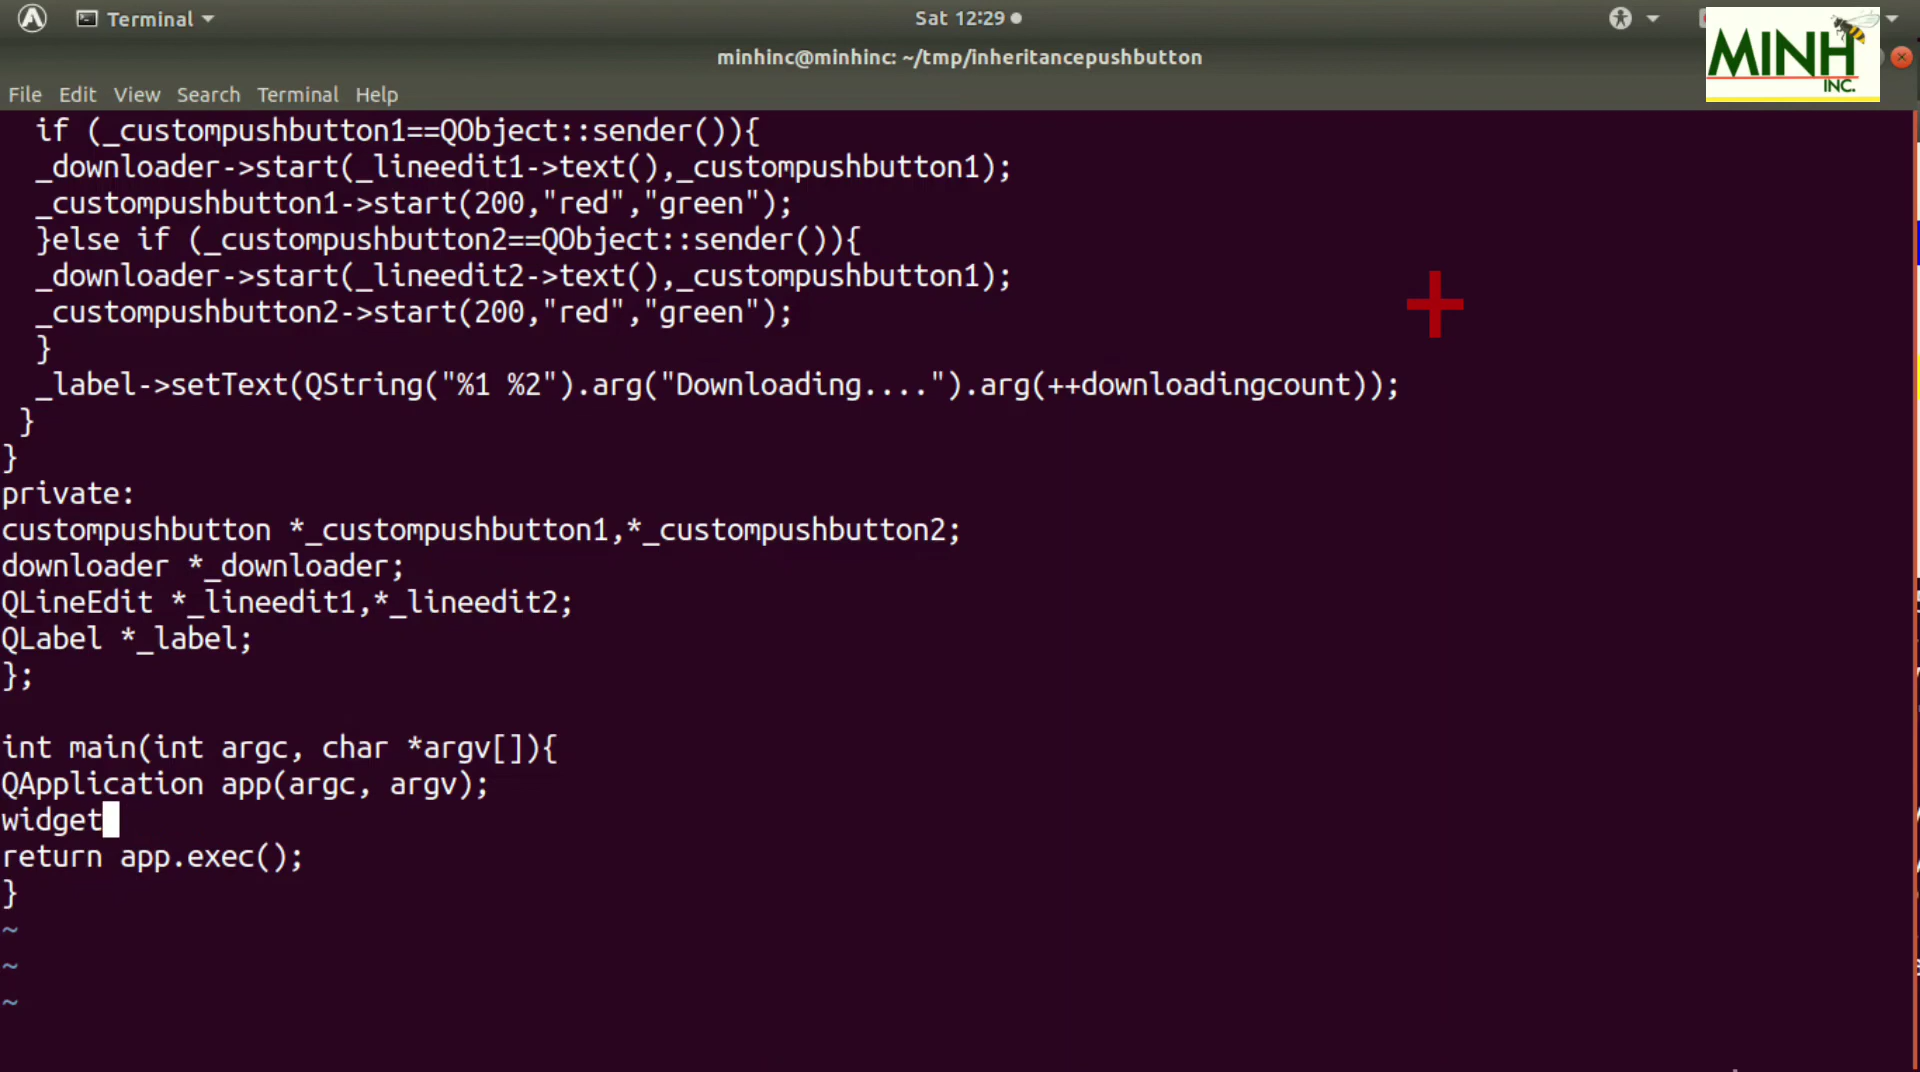 Terminal
Sat 12:29
minhinc@minhinc: ~/tmp/inheritancepushbutton
MINH
INC.
File Edit View Search Terminal Help
if (_custompushbutton1==QObject::sender()){
_downloader->start(_lineedit1->text(),_custompushbutton1);
_custompushbutton1->start(200,"red","green");
}else if (_custompushbutton2==QObject::sender()){
_downloader->start(_lineedit2->text(),_custompushbutton1);
_custompushbutton2->start(200,"red","green");
}
_label->setText(QString("%1 %2").arg("Downloading....").arg(++downloadingcount));
}
}
private:
custompushbutton *_custompushbutton1,*_custompushbutton2;
downloader *_downloader;
QLineEdit *_lineedit1,*_lineedit2;
QLabel *_label;
};
int main(int argc, char *argv[]){
QApplication app(argc, argv);
widget
return app.exec();
}
~
~
~